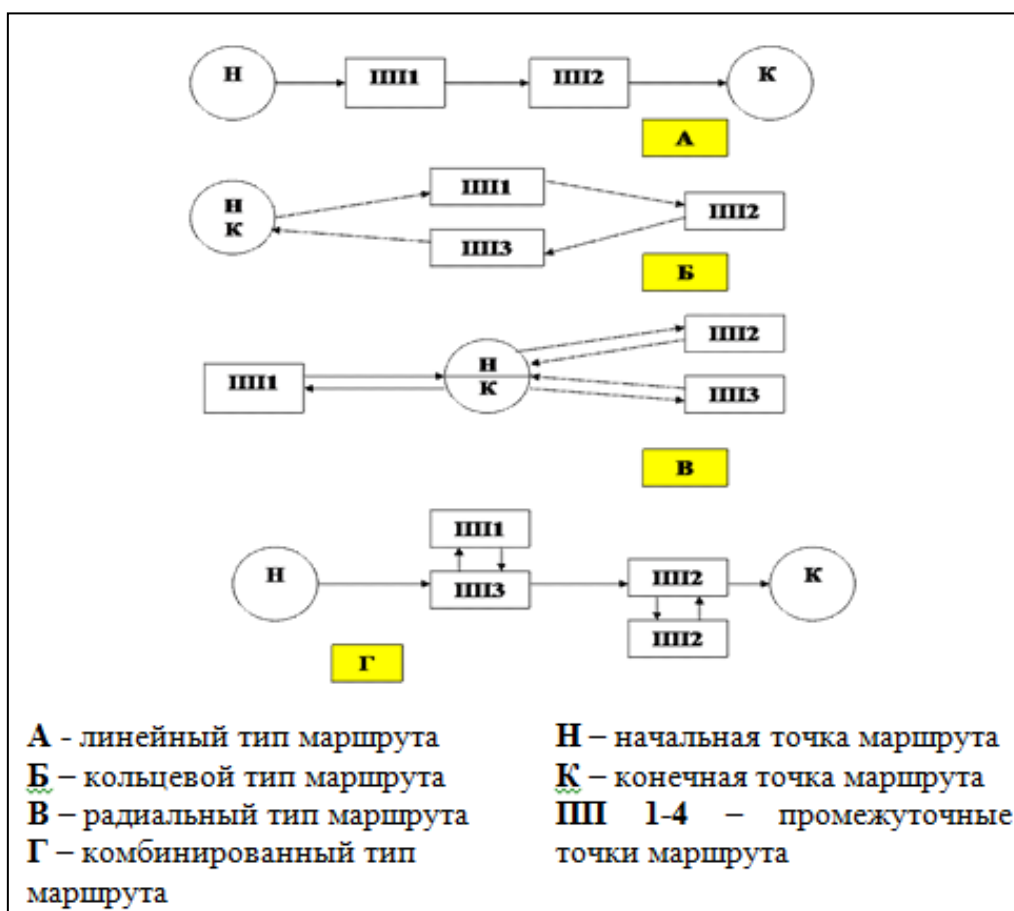 Н
ПП1
ПП2
К
А
Н
К
ПП1
ПП2
ПП3
Б
ПП1
Н
К
ПП2
ПП3
В
Н
ПП1
ПП3
ПП2
ПП2
К
Г
А - линейный тип маршрута
Б – кольцевой тип маршрута
В – радиальный тип маршрута
Г – комбинированный тип
маршрута
Н – начальная точка маршрута
К – конечная точка маршрута
ПП 1-4 – промежуточные
точки маршрута